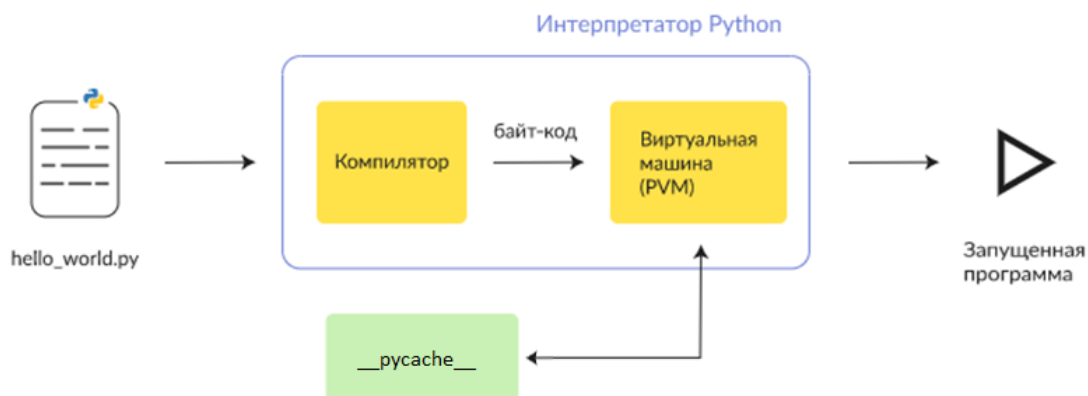 Интерпретатор Python
hello_world.py
Компилятор
байт-код
Виртуальная
машина
(PVM)
Запущенная
программа
__pycache__